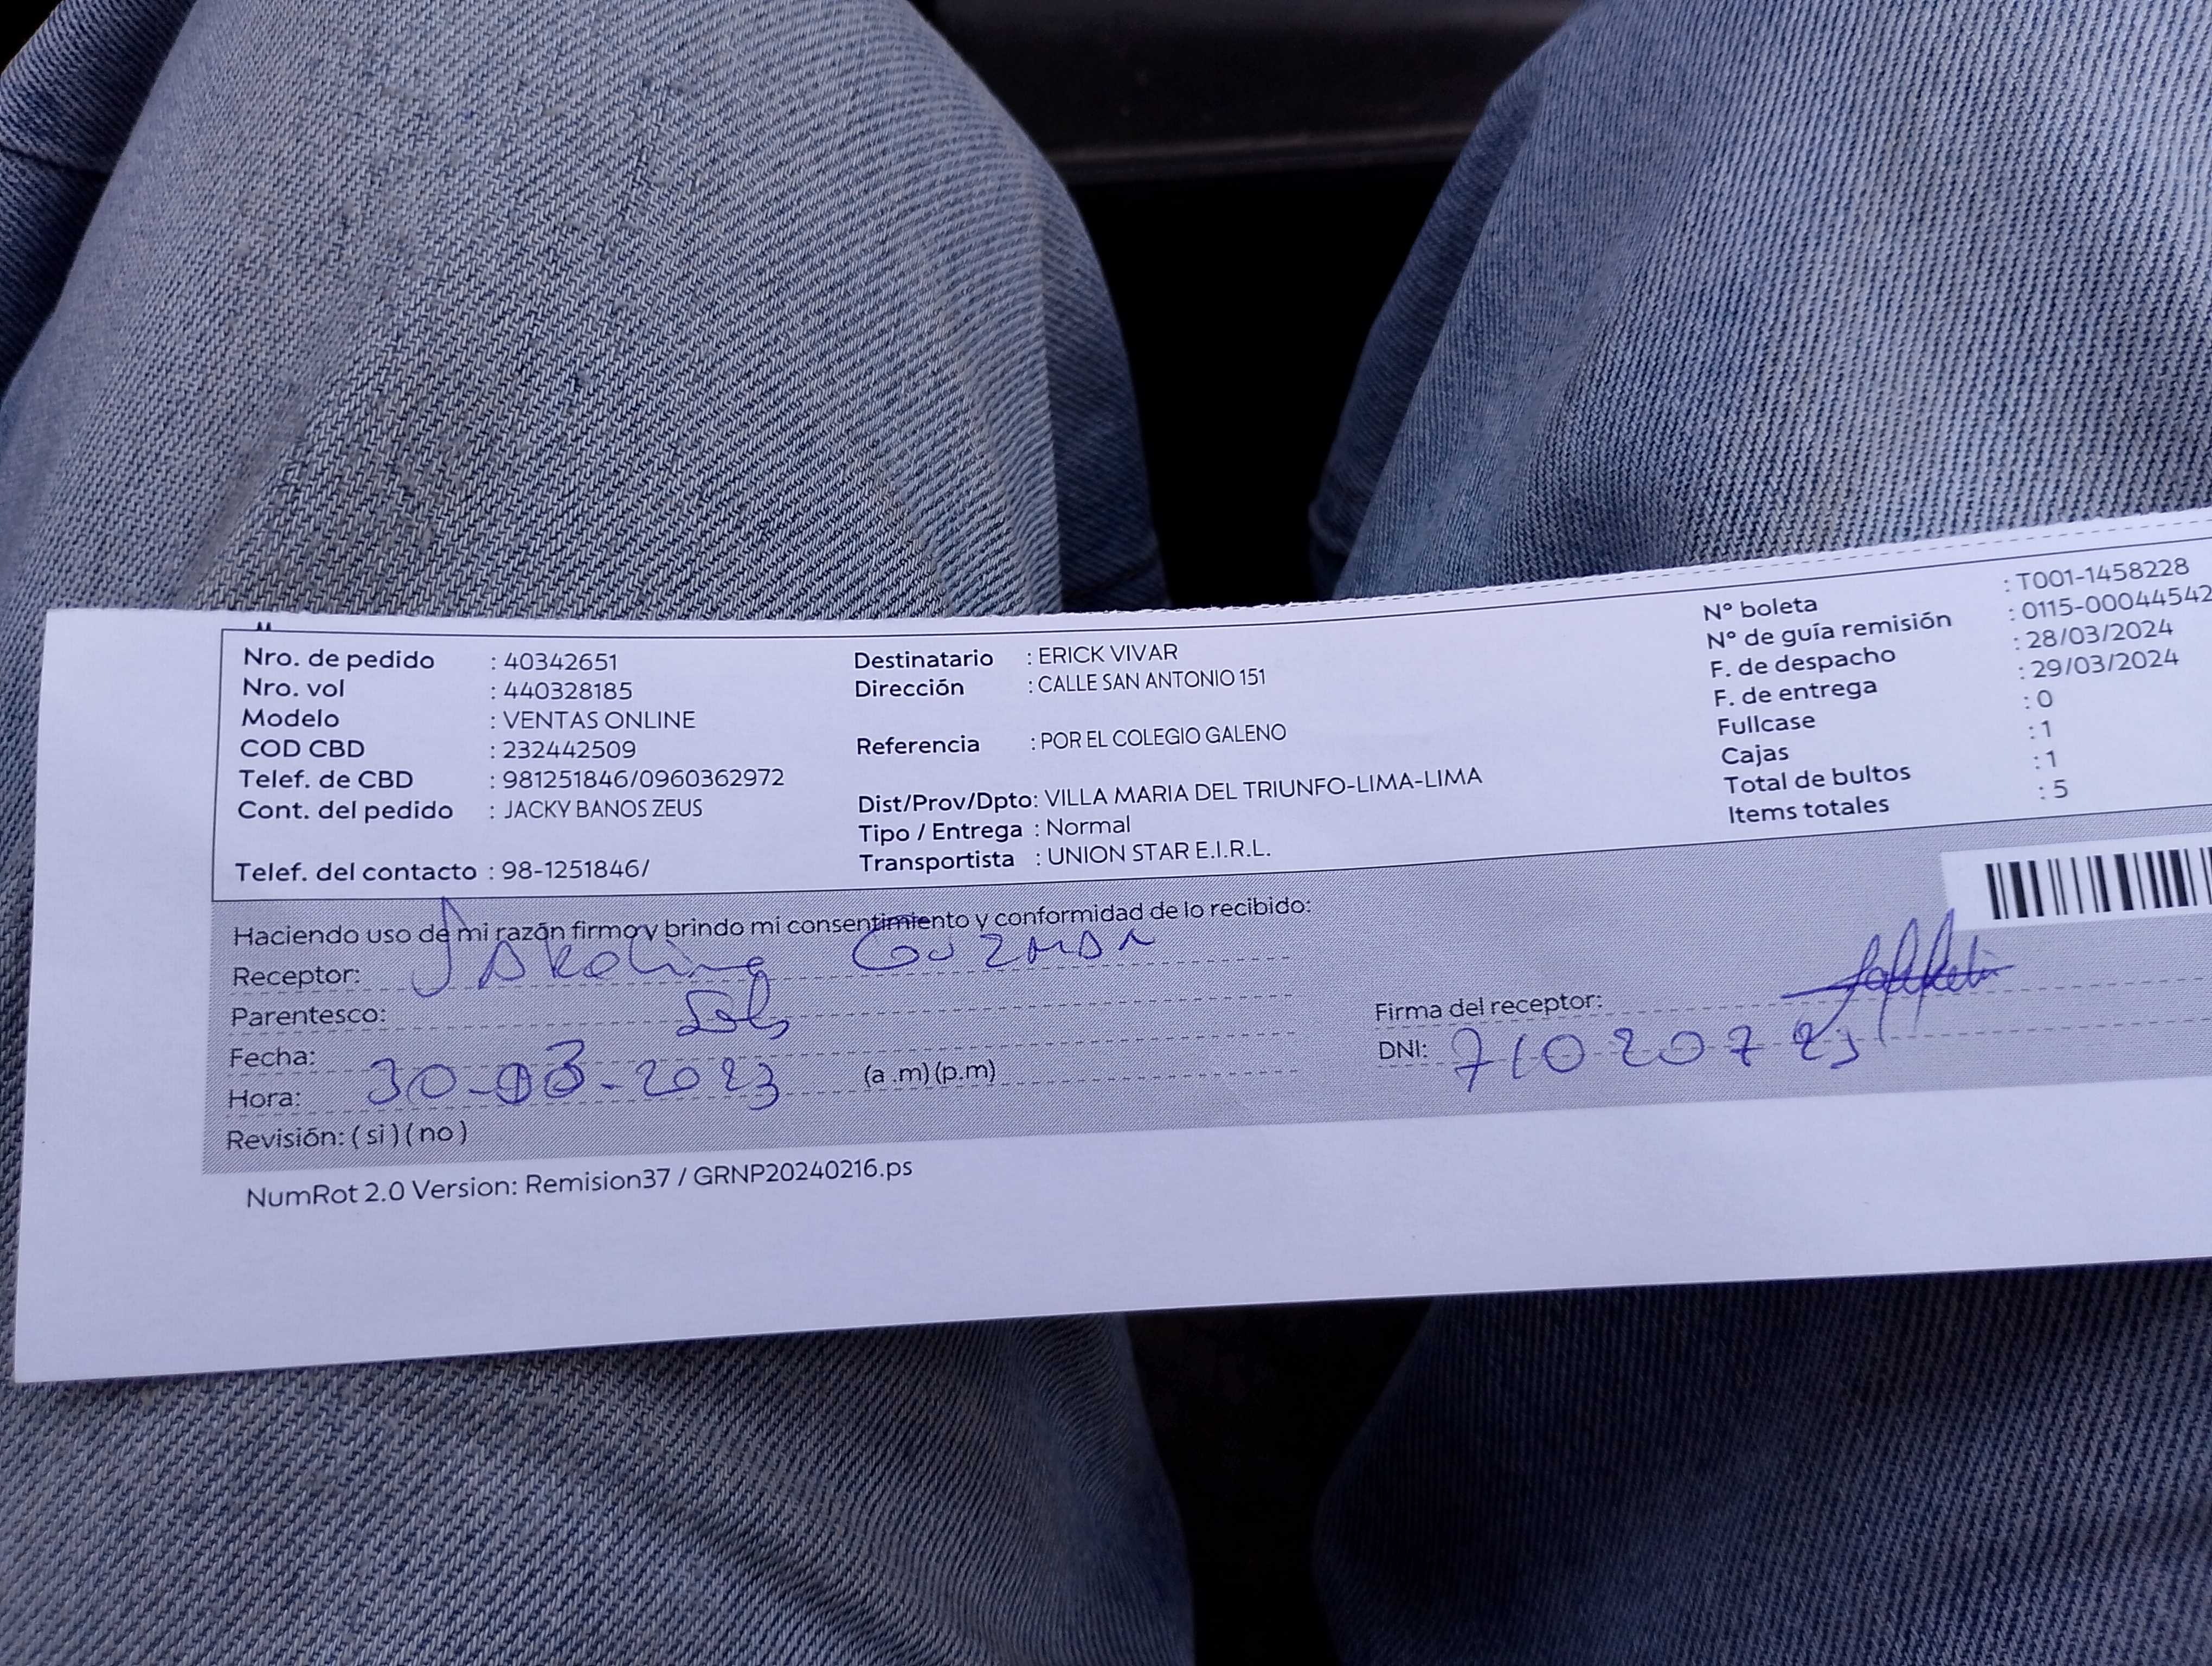 Nro. de pedido : 40342651
Nro. vol : 440328185
Modelo : VENTAS ONLINE
COD CBD : 232442509
Telef. de CBD : 981251846/0960362972
Cont. del pedido : JACKY BANOS ZEUS
Telef. del contacto : 98-1251846/
Destinatario : ERICK VIVAR
Dirección : CALLE SAN ANTONIO 151
Referencia : POR EL COLEGIO GALENO
Dist/Prov/Dpto: VILLA MARIA DEL TRIUNFO-LIMA-LIMA
Tipo / Entrega : Normal
Transportista : UNION STAR E.I.R.L.
N° boleta : T001-1458228
N° de guía remisión : 0115-00044542
F. de despacho : 28/03/2024
F. de entrega : 29/03/2024
Fullcase : 0
Cajas : 1
Total de bultos : 1
Items totales : 5
Haciendo uso de mi razón firmo y brindo mi consentimiento y conformidad de lo recibido:
Receptor: Jakeline Guzman
Parentesco:
Fecha: 30-03-2023
Hora: (a .m) (p.m)
Revisión: ( si ) ( no )
Firma del receptor:
DNI: 71020723
NumRot 2.0 Version: Remision37 / GRNP20240216.ps